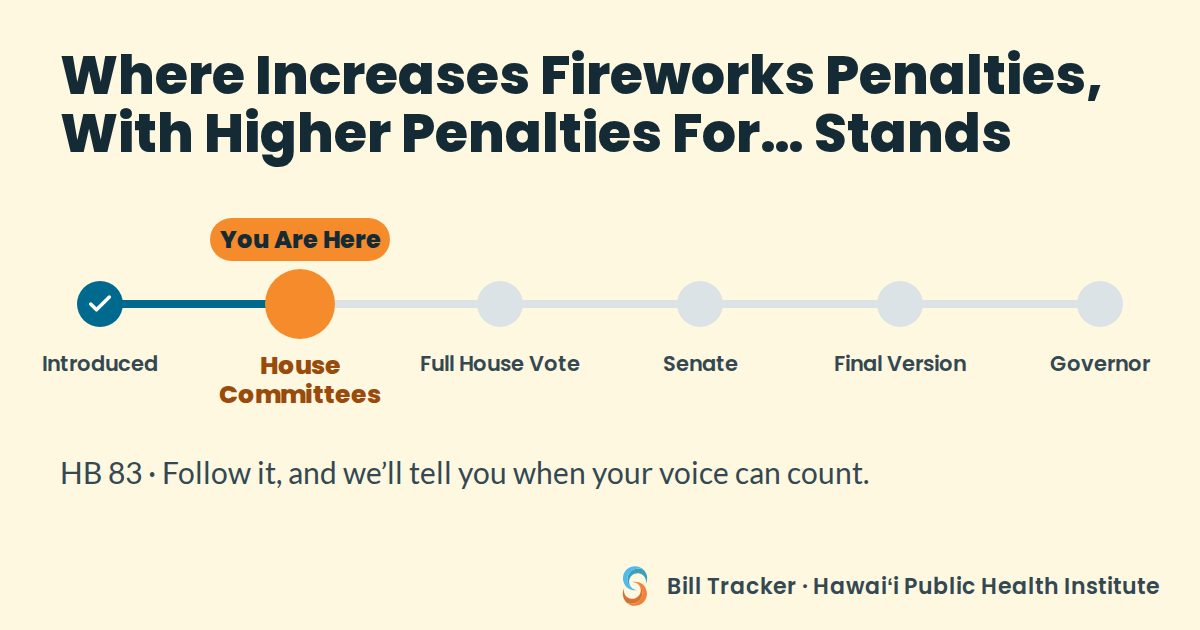 Where Increases Fireworks Penalties,
With Higher Penalties For... Stands
You Are Here
Introduced
House
Committees
Full House Vote
Senate
Final Version
Governor
HB 83 · Follow it, and we’ll tell you when your voice can count.
Bill Tracker · Hawaiʻi Public Health Institute